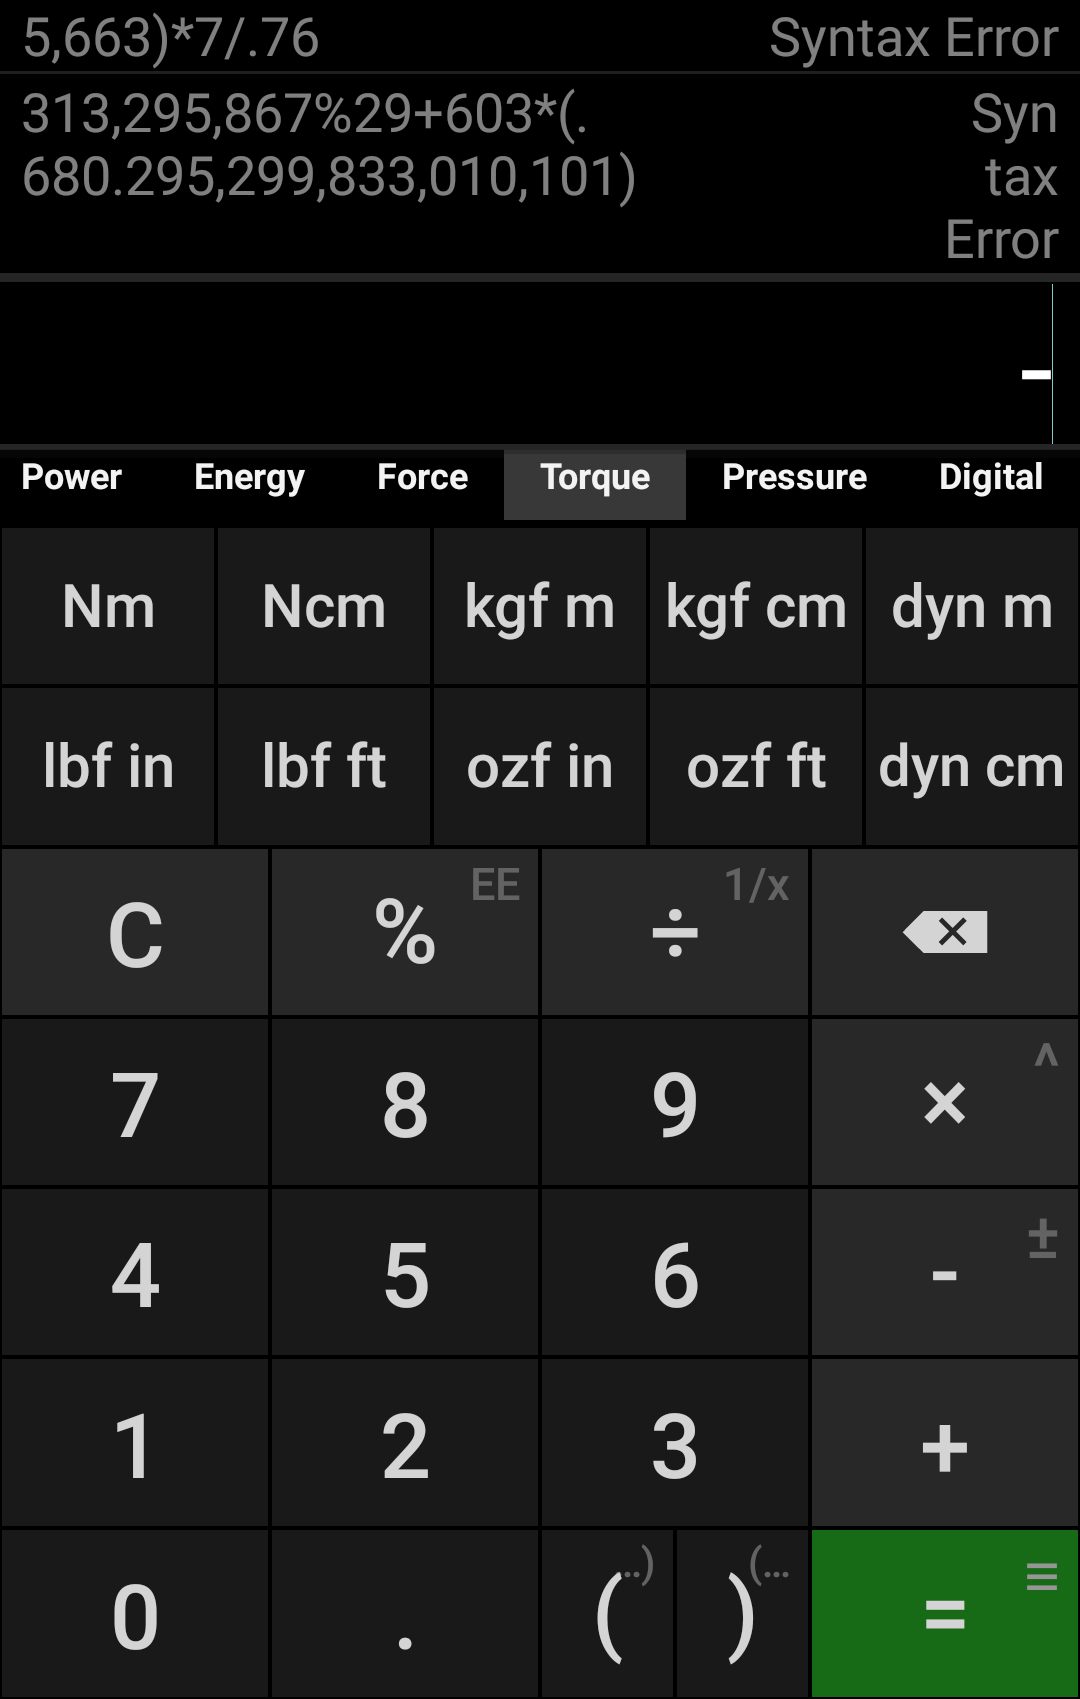 5,663)*7/.76 Syntax Error
313,295,867%29+603*(. Syn
680.295,299,833,010,101) tax
Error
-
Power Energy Force Torque Pressure Digital
Nm Ncm kgf m kgf cm dyn m
lbf in lbf ft ozf in ozf ft dyn cm
C % EE ÷ 1/x
7 8 9 × ^
4 5 6 - ±
1 2 3 +
0 . ( ..) ) (... =